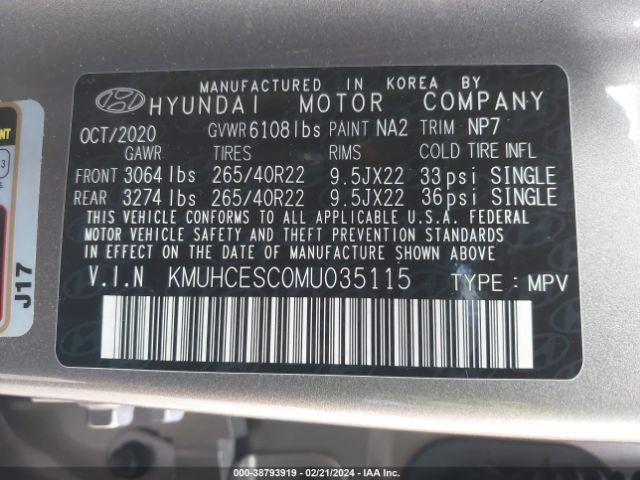 MANUFACTURED IN KOREA BY
HYUNDAI MOTOR COMPANY
OCT/2020 GVWR 6108lbs PAINT NA2 TRIM NP7
GAWR TIRES RIMS COLD TIRE INFL
FRONT 3064 lbs 265/40R22 9.5JX22 33psi SINGLE
REAR 3274 lbs 265/40R22 9.5JX22 36psi SINGLE
THIS VEHICLE CONFORMS TO ALL APPLICABLE U.S.A. FEDERAL
MOTOR VEHICLE SAFETY AND THEFT PREVENTION STANDARDS
IN EFFECT ON THE DATE OF MANUFACTURE SHOWN ABOVE
V.I.N KMUHCESC0MU035115 TYPE : MPV
J17
000-38793919 - 02/21/2024 - IAA Inc.